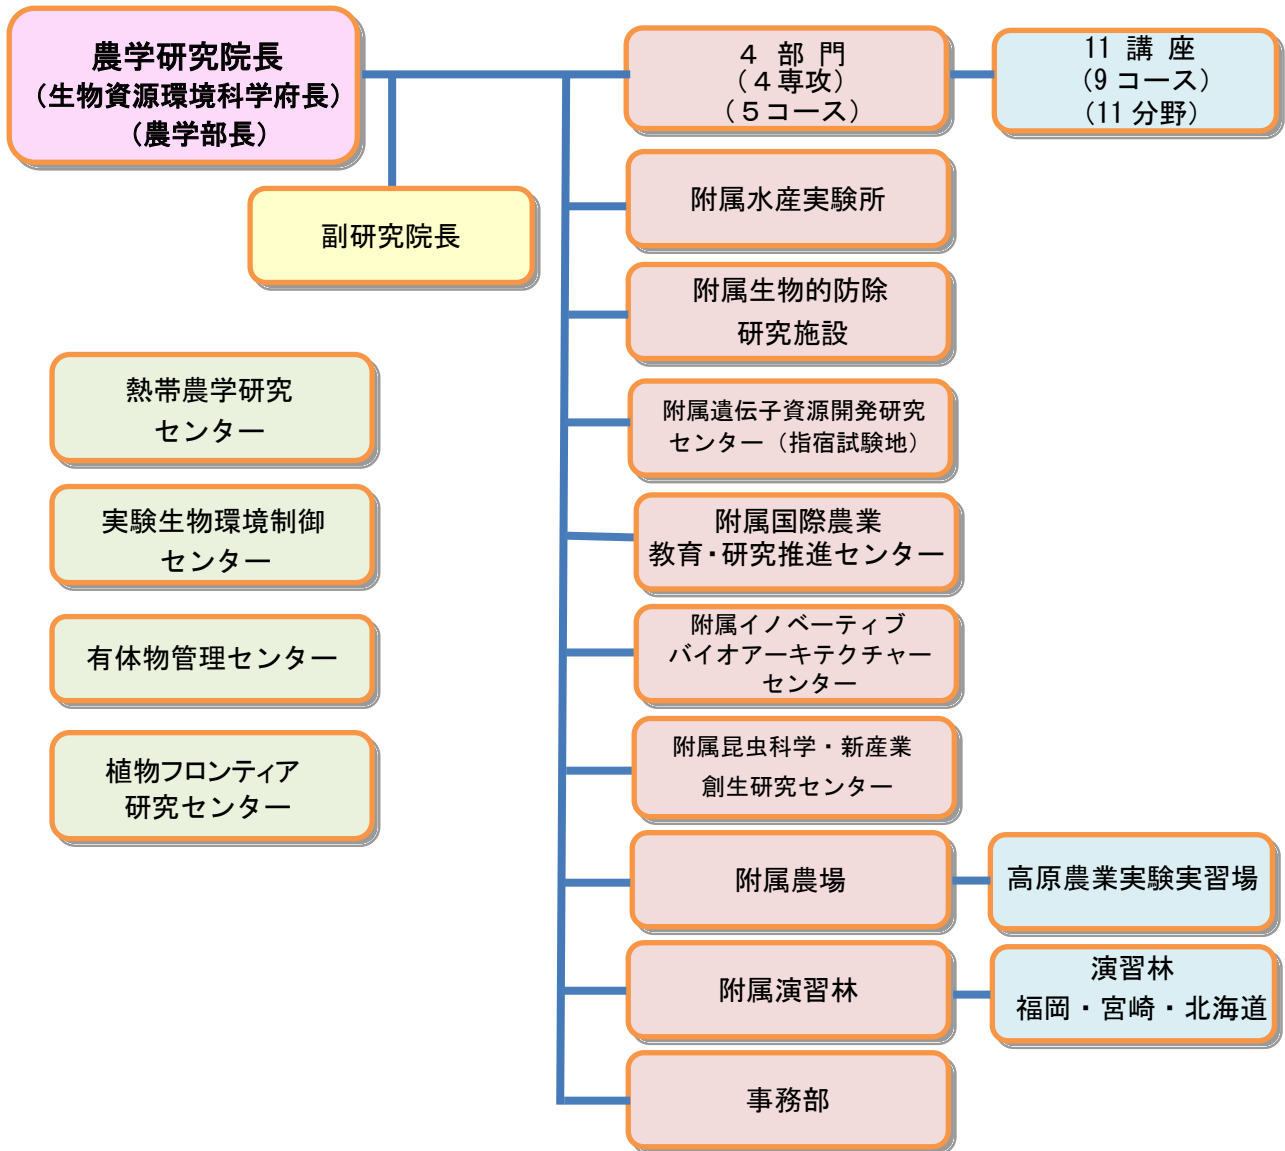 農学研究院長
（生物資源環境科学府長）
（農学部長）
副研究院長
４ 部 門
（４専攻）
（５コース）
11 講 座
（9 コース）
（11 分野）
附属水産実験所
附属生物的防除
研究施設
附属遺伝子資源開発研究
センター（指宿試験地）
附属国際農業
教育・研究推進センター
附属イノベーティブ
バイオアーキテクチャー
センター
附属昆虫科学・新産業
創生研究センター
附属農場
高原農業実験実習場
附属演習林
演習林
福岡・宮崎・北海道
事務部
熱帯農学研究
センター
実験生物環境制御
センター
有体物管理センター
植物フロンティア
研究センター